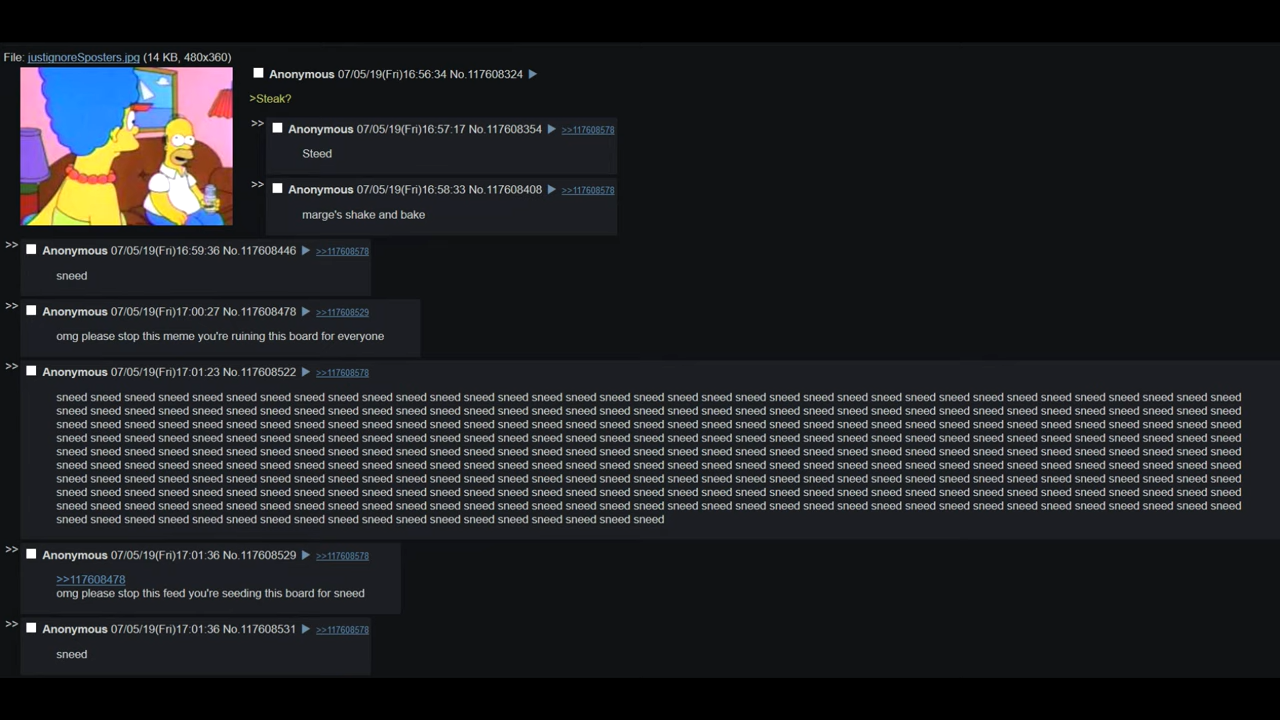 File: justignoreSposters.jpg (14 KB, 480x360)
Anonymous 07/05/19(Fri)16:56:34 No.117608324 ▶
>Steak?
>> Anonymous 07/05/19(Fri)16:57:17 No.117608354 ▶ >>117608578
Steed
>> Anonymous 07/05/19(Fri)16:58:33 No.117608408 ▶ >>117608578
marge's shake and bake
>> Anonymous 07/05/19(Fri)16:59:36 No.117608446 ▶ >>117608578
sneed
>> Anonymous 07/05/19(Fri)17:00:27 No.117608478 ▶ >>117608529
omg please stop this meme you're ruining this board for everyone
>> Anonymous 07/05/19(Fri)17:01:23 No.117608522 ▶ >>117608578
sneed sneed sneed sneed sneed sneed sneed sneed sneed sneed sneed sneed sneed sneed sneed sneed sneed sneed sneed sneed sneed sneed sneed sneed sneed sneed sneed sneed sneed sneed sneed sneed sneed sneed sneed
sneed sneed sneed sneed sneed sneed sneed sneed sneed sneed sneed sneed sneed sneed sneed sneed sneed sneed sneed sneed sneed sneed sneed sneed sneed sneed sneed sneed sneed sneed sneed sneed sneed sneed sneed
sneed sneed sneed sneed sneed sneed sneed sneed sneed sneed sneed sneed sneed sneed sneed sneed sneed sneed sneed sneed sneed sneed sneed sneed sneed sneed sneed sneed sneed sneed sneed sneed sneed sneed sneed
sneed sneed sneed sneed sneed sneed sneed sneed sneed sneed sneed sneed sneed sneed sneed sneed sneed sneed sneed sneed sneed sneed sneed sneed sneed sneed sneed sneed sneed sneed sneed sneed sneed sneed sneed
sneed sneed sneed sneed sneed sneed sneed sneed sneed sneed sneed sneed sneed sneed sneed sneed sneed sneed sneed sneed sneed sneed sneed sneed sneed sneed sneed sneed sneed sneed sneed sneed sneed sneed sneed
sneed sneed sneed sneed sneed sneed sneed sneed sneed sneed sneed sneed sneed sneed sneed sneed sneed sneed sneed sneed sneed sneed sneed sneed sneed sneed sneed sneed sneed sneed sneed sneed sneed sneed sneed
sneed sneed sneed sneed sneed sneed sneed sneed sneed sneed sneed sneed sneed sneed sneed sneed sneed sneed sneed sneed sneed sneed sneed sneed sneed sneed sneed sneed sneed sneed sneed sneed sneed sneed sneed
sneed sneed sneed sneed sneed sneed sneed sneed sneed sneed sneed sneed sneed sneed sneed sneed sneed sneed sneed sneed sneed sneed sneed sneed sneed sneed sneed sneed sneed sneed sneed sneed sneed sneed sneed
sneed sneed sneed sneed sneed sneed sneed sneed sneed sneed sneed sneed sneed sneed sneed sneed sneed sneed sneed sneed sneed sneed sneed sneed sneed sneed sneed sneed sneed sneed sneed sneed sneed sneed sneed
sneed sneed sneed sneed sneed sneed sneed sneed sneed sneed sneed sneed sneed sneed sneed sneed sneed sneed
>> Anonymous 07/05/19(Fri)17:01:36 No.117608529 ▶ >>117608578
>>117608478
omg please stop this feed you're seeding this board for sneed
>> Anonymous 07/05/19(Fri)17:01:36 No.117608531 ▶ >>117608578
sneed